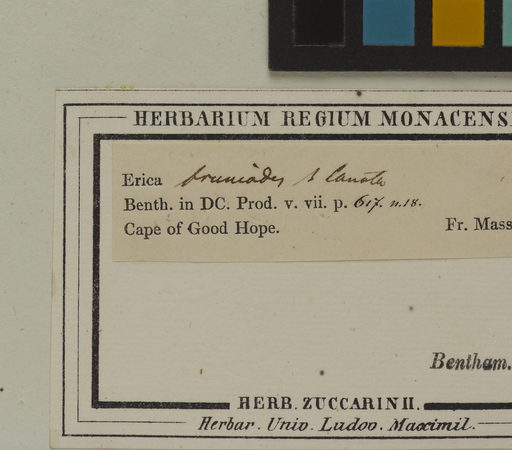 HERBARIUM REGIUM MONACENS
Erica bruniades β lanata
Benth. in DC. Prod. v. vii. p. 617. n. 18.
Cape of Good Hope. Fr. Mass
Bentham.
HERB. ZUCCARINII.
Herbar. Univ. Ludov. Maximil.